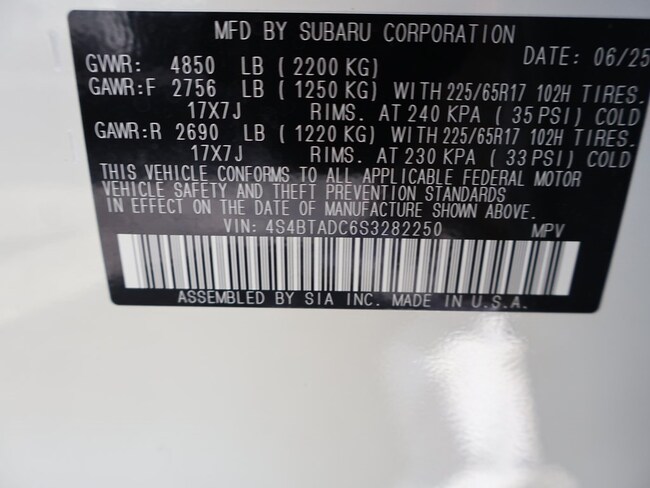 MFD BY SUBARU CORPORATION
DATE: 06/25
GVWR: 4850 LB ( 2200 KG)
GAWR:F 2756 LB ( 1250 KG) WITH 225/65R17 102H TIRES.
17X7J RIMS. AT 240 KPA ( 35 PSI) COLD
GAWR:R 2690 LB ( 1220 KG) WITH 225/65R17 102H TIRES.
17X7J RIMS. AT 230 KPA ( 33 PSI) COLD
THIS VEHICLE CONFORMS TO ALL APPLICABLE FEDERAL MOTOR
VEHICLE SAFETY AND THEFT PREVENTION STANDARDS
IN EFFECT ON THE DATE OF MANUFACTURE SHOWN ABOVE.
VIN: 4S4BTADC6S3282250 MPV
ASSEMBLED BY SIA INC. MADE IN U.S.A.